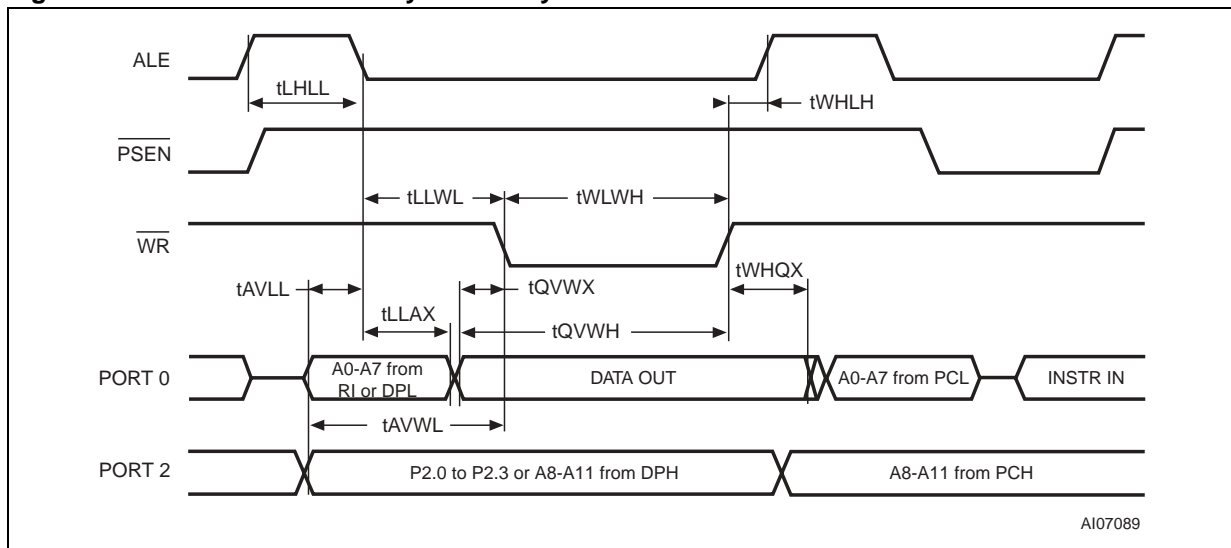 ALE
tLHLL
tWHLH
PSEN
tLLWL
tWLWH
WR
tWHQX
tAVLL
tQVWX
tLLAX
tQVWH
PORT 0
A0-A7 from
RI or DPL
DATA OUT
A0-A7 from PCL
INSTR IN
tAVWL
PORT 2
P2.0 to P2.3 or A8-A11 from DPH
A8-A11 from PCH
AI07089